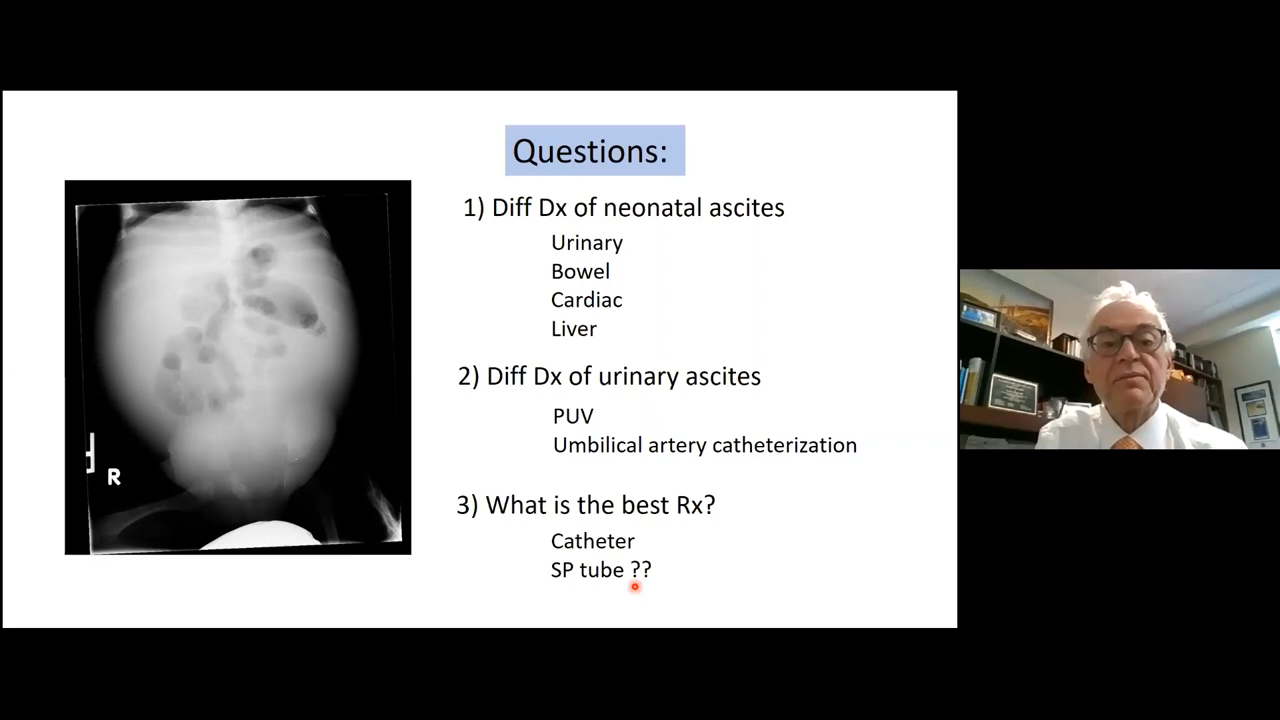 Questions:
1) Diff Dx of neonatal ascites
Urinary
Bowel
Cardiac
Liver
2) Diff Dx of urinary ascites
PUV
Umbilical artery catheterization
3) What is the best Rx?
Catheter
SP tube ??
R